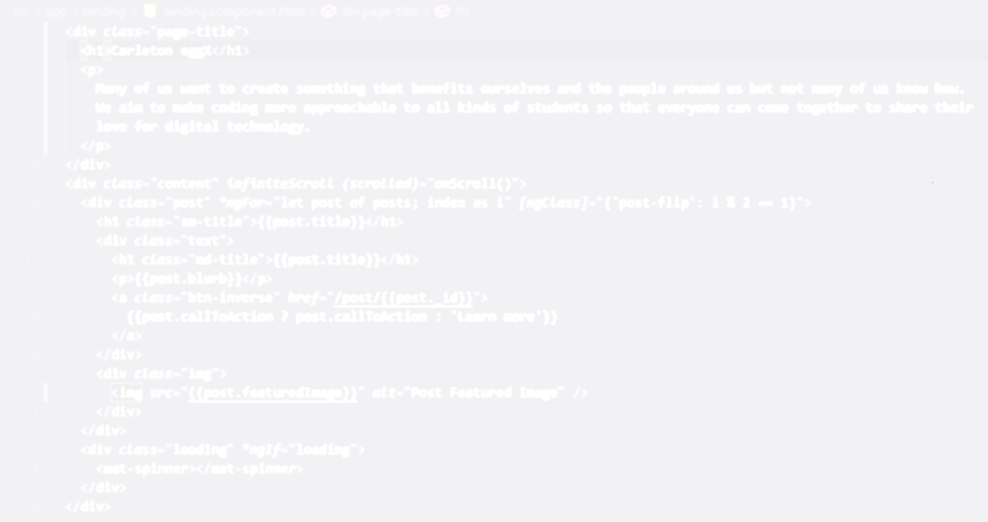 src > app > landing > landing.component.html > div.page-title > h1
<div class="page-title">
<h1>Carleton eggX</h1>
<p>
Many of us want to create something that benefits ourselves and the people around us but not many of us know how.
We aim to make coding more approachable to all kinds of students so that everyone can come together to share their
love for digital technology.
</p>
</div>
<div class="content" infiniteScroll (scrolled)="onScroll()">
<div class="post" *ngFor="let post of posts; index as i" [ngClass]="{'post-flip': i % 2 == 1}">
<h1 class="sm-title">{{post.title}}</h1>
<div class="text">
<h1 class="md-title">{{post.title}}</h1>
<p>{{post.blurb}}</p>
<a class="btn-inverse" href="/post/{{post._id}}">
{{post.callToAction ? post.callToAction : 'Learn more'}}
</a>
</div>
<div class="img">
<img src="{{post.featuredImage}}" alt="Post Featured Image" />
</div>
</div>
<div class="loading" *ngIf="loading">
<mat-spinner></mat-spinner>
</div>
</div>